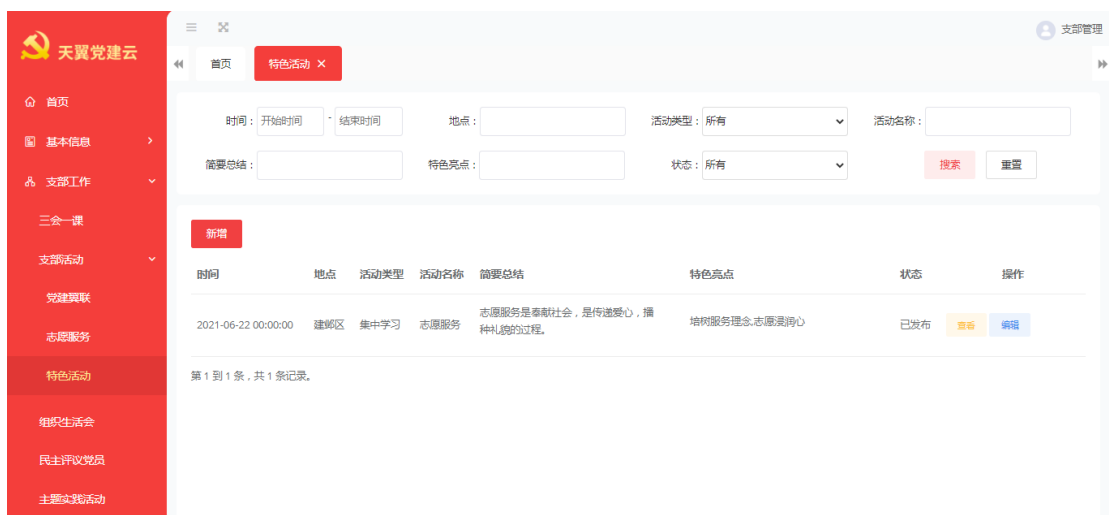 天翼党建云
支部管理
首页
特色活动 ×
首页
基本信息
支部工作
三会一课
支部活动
党建翼联
志愿服务
特色活动
组织生活会
民主评议党员
主题实践活动
时间： 开始时间 - 结束时间 地点： 活动类型： 所有 活动名称：
简要总结： 特色亮点： 状态： 所有 搜索 重置
新增
时间 地点 活动类型 活动名称 简要总结 特色亮点 状态 操作
2021-06-22 00:00:00 建邺区 集中学习 志愿服务 志愿服务是奉献社会，是传递爱心，播
种礼貌的过程。 培树服务理念,志愿浸润心 已发布 查看 编辑
第 1 到 1 条，共 1 条记录。